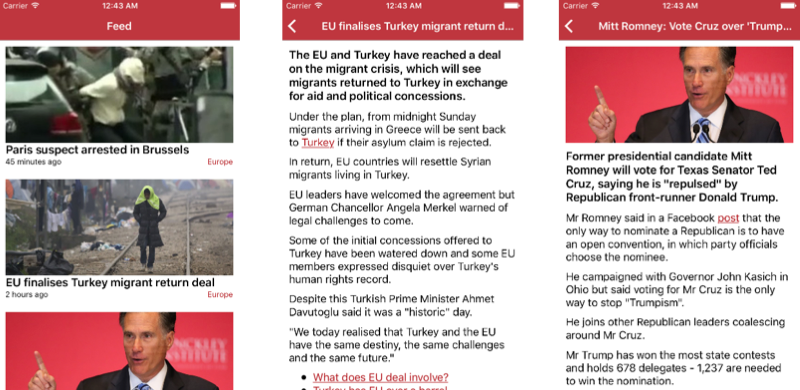 Carrier 12:43 AM
Feed
Paris suspect arrested in Brussels
45 minutes ago Europe
EU finalises Turkey migrant return deal
2 hours ago Europe
Carrier 12:43 AM
EU finalises Turkey migrant return d...
The EU and Turkey have reached a deal
on the migrant crisis, which will see
migrants returned to Turkey in exchange
for aid and political concessions.
Under the plan, from midnight Sunday
migrants arriving in Greece will be sent back
to Turkey if their asylum claim is rejected.
In return, EU countries will resettle Syrian
migrants living in Turkey.
EU leaders have welcomed the agreement but
German Chancellor Angela Merkel warned of
legal challenges to come.
Some of the initial concessions offered to
Turkey have been watered down and some EU
members expressed disquiet over Turkey's
human rights record.
Despite this Turkish Prime Minister Ahmet
Davutoglu said it was a "historic" day.
"We today realised that Turkey and the EU
have the same destiny, the same challenges
and the same future."
• What does EU deal involve?
Carrier 12:43 AM
Mitt Romney: Vote Cruz over 'Trump...
Former presidential candidate Mitt
Romney will vote for Texas Senator Ted
Cruz, saying he is "repulsed" by
Republican front-runner Donald Trump.
Mr Romney said in a Facebook post that the
only way to nominate a Republican is to have
an open convention, in which party officials
choose the nominee.
He campaigned with Governor John Kasich in
Ohio but said voting for Mr Cruz is the only
way to stop "Trumpism".
He joins other Republican leaders coalescing
around Mr Cruz.
Mr Trump has won the most state contests
and holds 678 delegates - 1,237 are needed
to win the nomination.